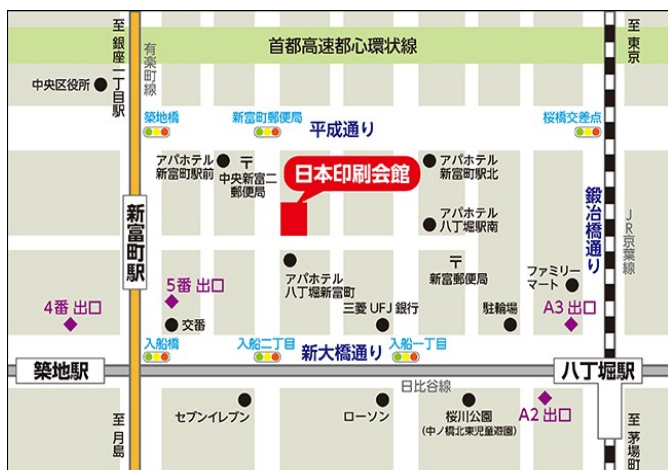 至銀座一丁目駅
有楽町線
首都高速都心環状線
至東京
中央区役所
築地橋
新富町郵便局
平成通り
桜橋交差点
アパホテル
新富町駅前
〒
中央新富二
郵便局
日本印刷会館
アパホテル
新富町駅北
アパホテル
八丁堀駅南
鍛冶橋通り
JR京葉線
新富町駅
アパホテル
八丁堀新富町
〒
新富郵便局
ファミリー
マート
5番 出口
4番 出口
交番
三菱 UFJ 銀行
駐輪場
A3 出口
入船橋
入船二丁目
新大橋通り
入船一丁目
築地駅
八丁堀駅
日比谷線
セブンイレブン
ローソン
桜川公園
(中ノ橋北東児童遊園)
A2 出口
至月島
至茅場町